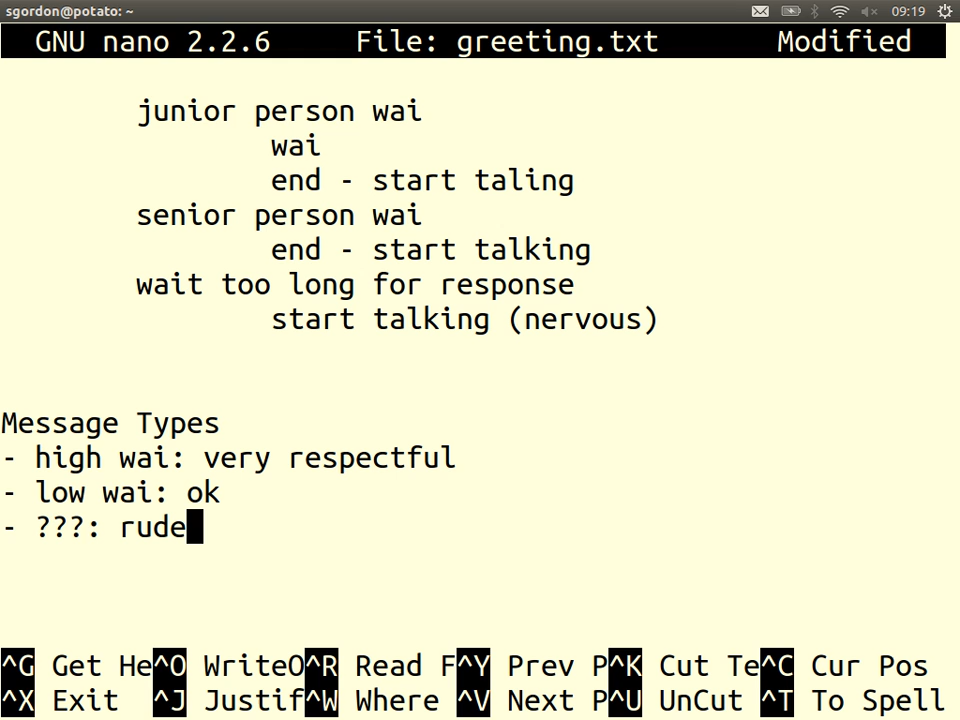 sgordon@potato: ~ 09:19
GNU nano 2.2.6 File: greeting.txt Modified
junior person wai
wai
end - start taling
senior person wai
end - start talking
wait too long for response
start talking (nervous)
Message Types
- high wai: very respectful
- low wai: ok
- ???: rude
^G Get He^O WriteO^R Read F^Y Prev P^K Cut Te^C Cur Pos
^X Exit ^J Justif^W Where ^V Next P^U UnCut ^T To Spell